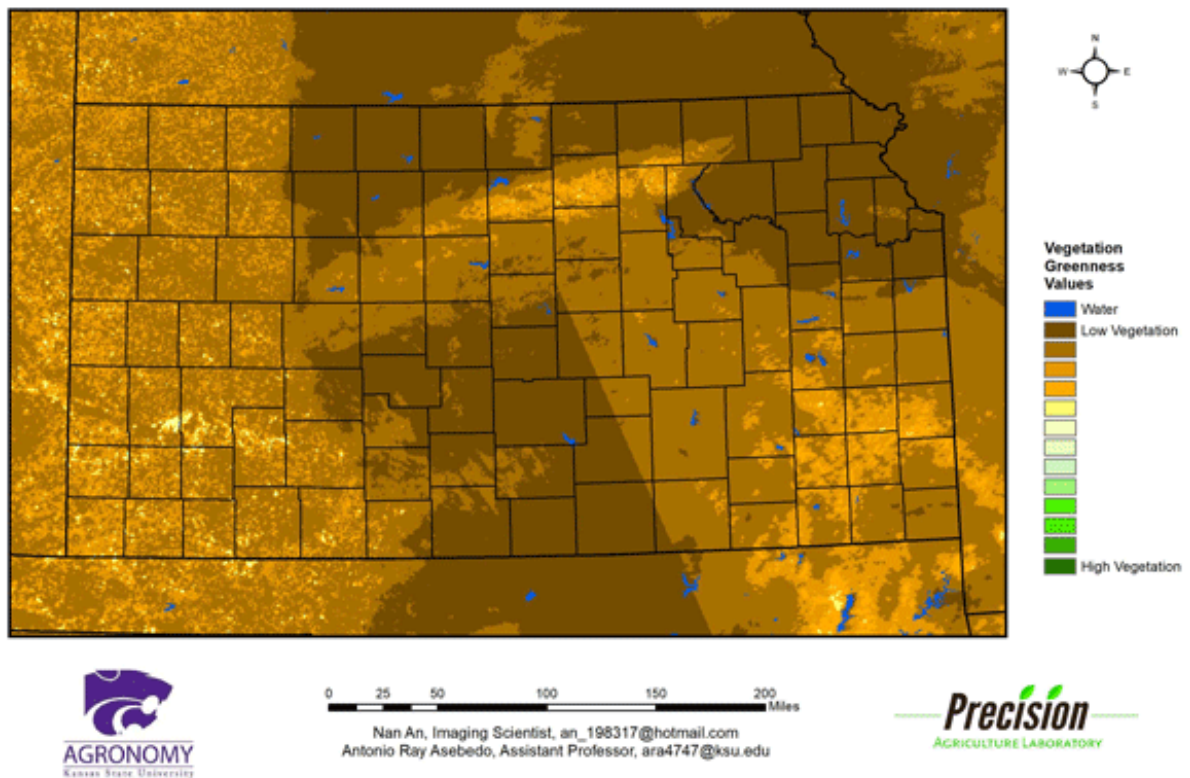 N
W E
S
Vegetation
Greenness
Values
Water
Low Vegetation
High Vegetation
0 25 50 100 150 200
Miles
Nan An, Imaging Scientist, an_198317@hotmail.com
Antonio Ray Asebedo, Assistant Professor, ara4747@ksu.edu
AGRONOMY
Kansas State University
Precision
AGRICULTURE LABORATORY